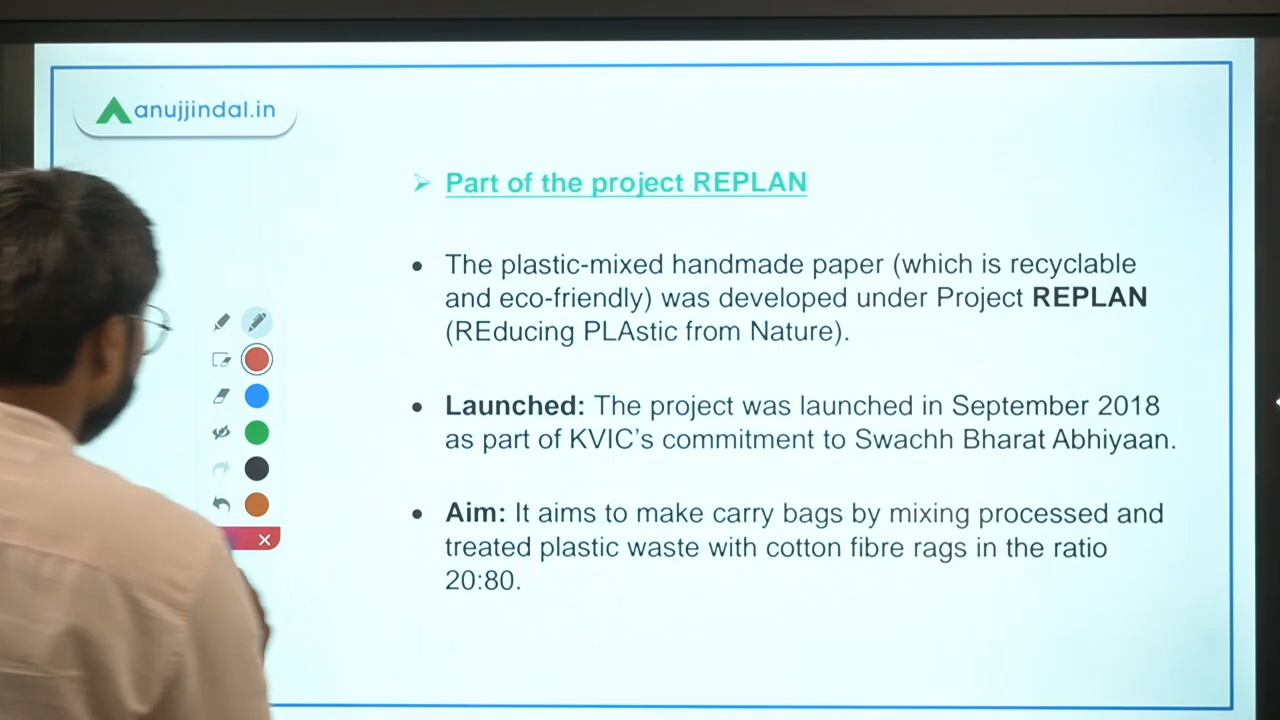 anujjindal.in
➢ Part of the project REPLAN
• The plastic-mixed handmade paper (which is recyclable
and eco-friendly) was developed under Project REPLAN
(REducing PLAstic from Nature).
• Launched: The project was launched in September 2018
as part of KVIC's commitment to Swachh Bharat Abhiyaan.
• Aim: It aims to make carry bags by mixing processed and
treated plastic waste with cotton fibre rags in the ratio
20:80.